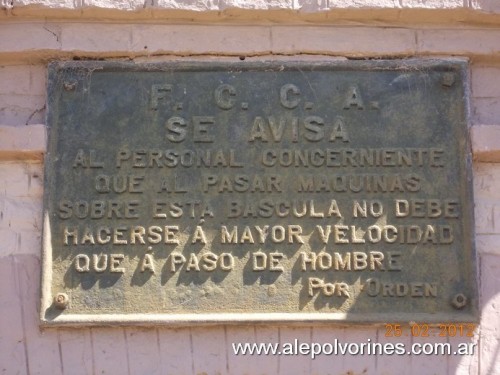 F. C. C. A.
SE AVISA
AL PERSONAL CONCERNIENTE
QUE AL PASAR MAQUINAS
SOBRE ESTA BASCULA NO DEBE
HACERSE Á MAYOR VELOCIDAD
QUE Á PASO DE HOMBRE
POR ORDEN
25 02 2012
www.alepolvorines.com.ar